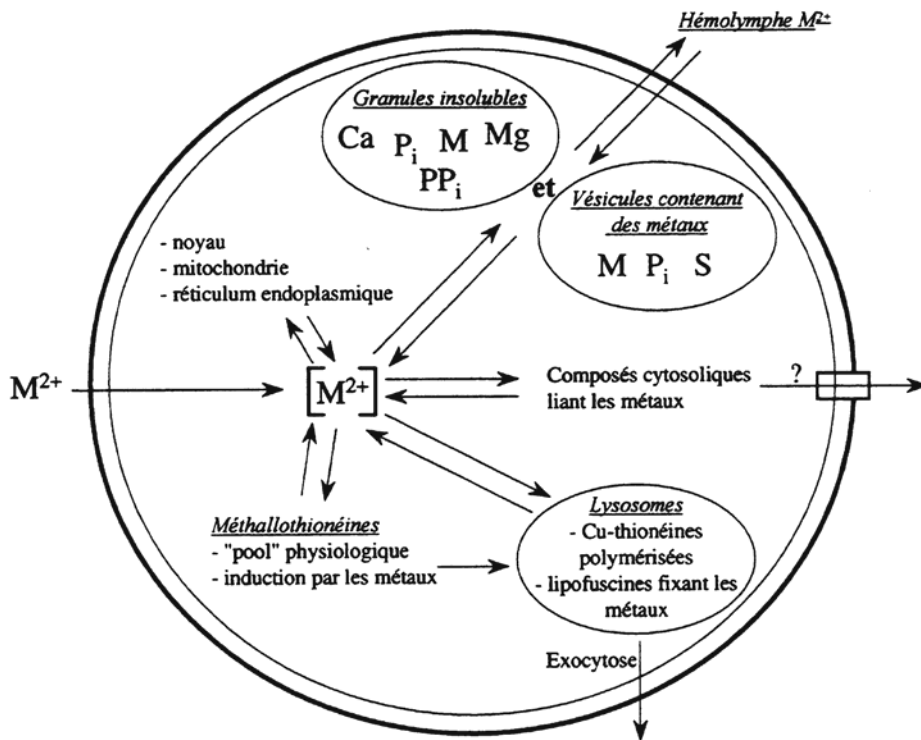 Hémolymphe M²⁺
Granules insolubles
Ca Pi M Mg
PPi
et
Vésicules contenant
des métaux
M Pi S
- noyau
- mitochondrie
- réticulum endoplasmique
M²⁺
[M²⁺]
Composés cytosoliques
liant les métaux
?
Méthallothionéines
- "pool" physiologique
- induction par les métaux
Lysosomes
- Cu-thionéines
polymérisées
- lipofuscines fixant les
métaux
Exocytose